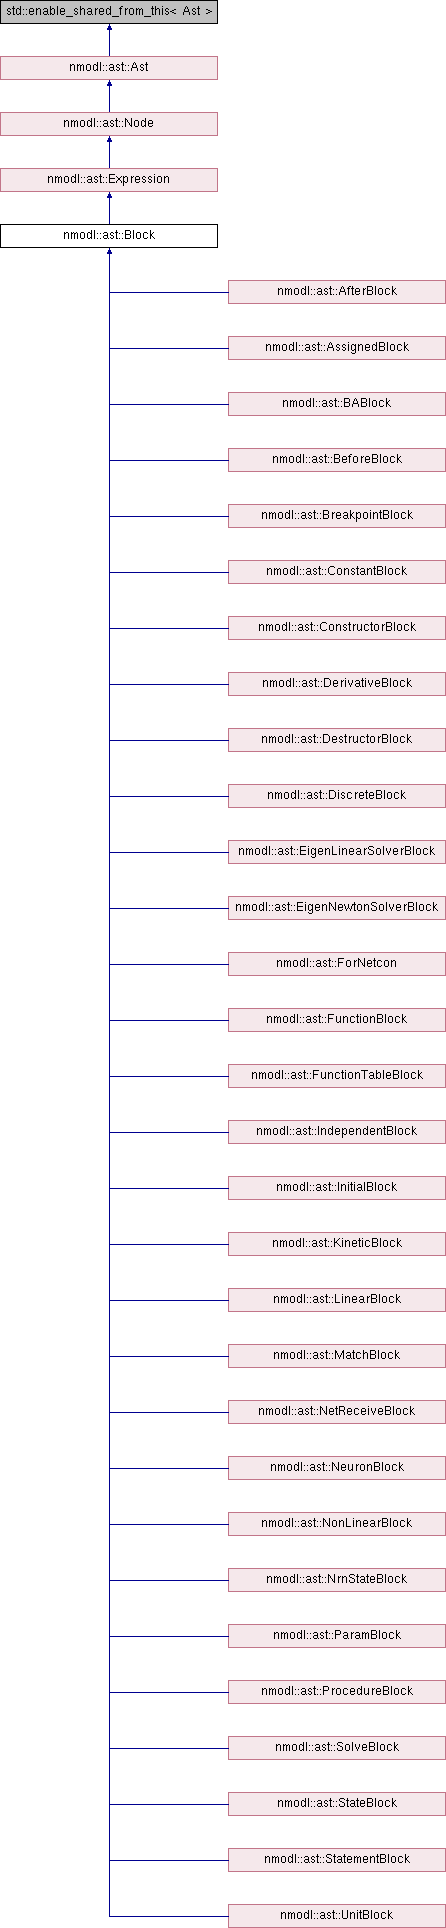 std::enable_shared_from_this< Ast >
nmodl::ast::Ast
nmodl::ast::Node
nmodl::ast::Expression
nmodl::ast::Block
nmodl::ast::AfterBlock
nmodl::ast::AssignedBlock
nmodl::ast::BABlock
nmodl::ast::BeforeBlock
nmodl::ast::BreakpointBlock
nmodl::ast::ConstantBlock
nmodl::ast::ConstructorBlock
nmodl::ast::DerivativeBlock
nmodl::ast::DestructorBlock
nmodl::ast::DiscreteBlock
nmodl::ast::EigenLinearSolverBlock
nmodl::ast::EigenNewtonSolverBlock
nmodl::ast::ForNetcon
nmodl::ast::FunctionBlock
nmodl::ast::FunctionTableBlock
nmodl::ast::IndependentBlock
nmodl::ast::InitialBlock
nmodl::ast::KineticBlock
nmodl::ast::LinearBlock
nmodl::ast::MatchBlock
nmodl::ast::NetReceiveBlock
nmodl::ast::NeuronBlock
nmodl::ast::NonLinearBlock
nmodl::ast::NrnStateBlock
nmodl::ast::ParamBlock
nmodl::ast::ProcedureBlock
nmodl::ast::SolveBlock
nmodl::ast::StateBlock
nmodl::ast::StatementBlock
nmodl::ast::UnitBlock